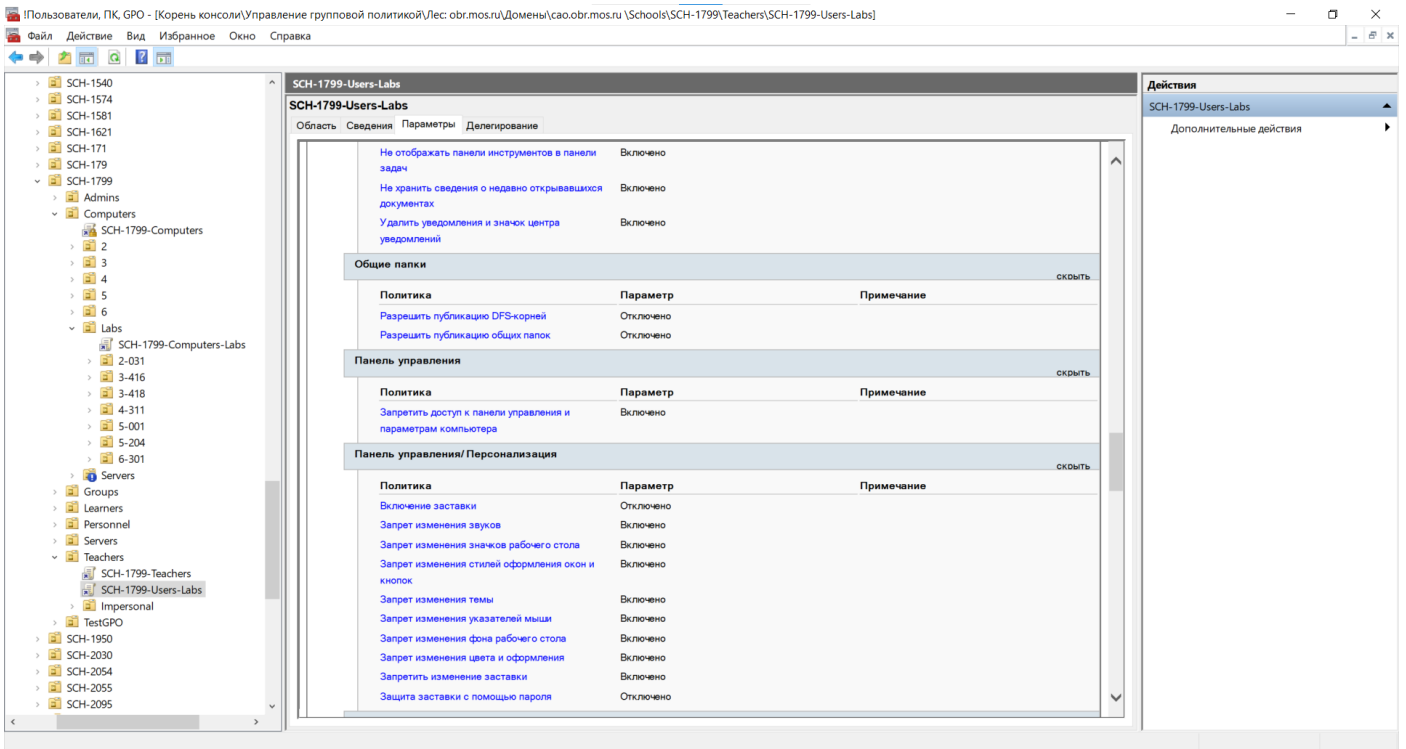 !Пользователи, ПК, GPO - [Корень консоли\Управление групповой политикой\Лес: obr.mos.ru\Домены\cao.obr.mos.ru \Schools\SCH-1799\Teachers\SCH-1799-Users-Labs]
Файл Действие Вид Избранное Окно Справка
SCH-1540
SCH-1574
SCH-1581
SCH-1621
SCH-171
SCH-179
SCH-1799
Admins
Computers
SCH-1799-Computers
2
3
4
5
6
Labs
SCH-1799-Computers-Labs
2-031
3-416
3-418
4-311
5-001
5-204
6-301
Servers
Groups
Learners
Personnel
Servers
Teachers
SCH-1799-Teachers
SCH-1799-Users-Labs
Impersonal
TestGPO
SCH-1950
SCH-2030
SCH-2054
SCH-2055
SCH-2095
SCH-1799-Users-Labs
SCH-1799-Users-Labs
Область Сведения Параметры Делегирование
Не отображать панели инструментов в панели Включено
задач
Не хранить сведения о недавно открывавшихся Включено
документах
Удалить уведомления и значок центра Включено
уведомлений
Общие папки
скрыть
Политика Параметр Примечание
Разрешить публикацию DFS-корней Отключено
Разрешить публикацию общих папок Отключено
Панель управления
скрыть
Политика Параметр Примечание
Запретить доступ к панели управления и Включено
параметрам компьютера
Панель управления/Персонализация
скрыть
Политика Параметр Примечание
Включение заставки Отключено
Запрет изменения звуков Включено
Запрет изменения значков рабочего стола Включено
Запрет изменения стилей оформления окон и Включено
кнопок
Запрет изменения темы Включено
Запрет изменения указателей мыши Включено
Запрет изменения фона рабочего стола Включено
Запрет изменения цвета и оформления Включено
Запретить изменение заставки Включено
Защита заставки с помощью пароля Отключено
Действия
SCH-1799-Users-Labs
Дополнительные действия